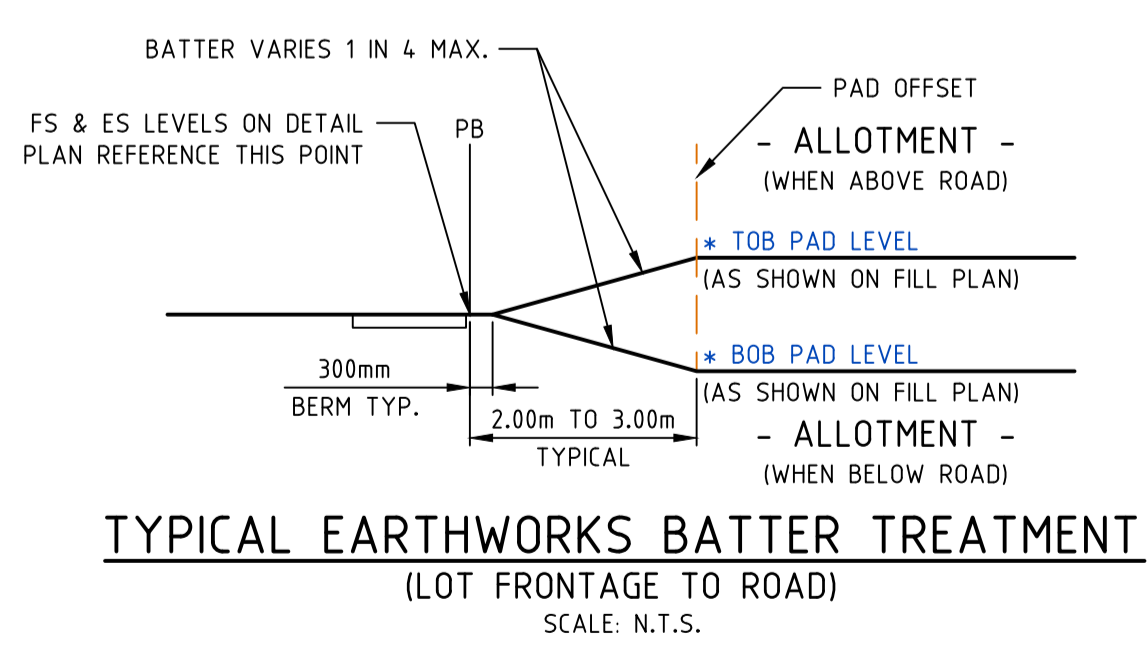 BATTER VARIES 1 IN 4 MAX.
PAD OFFSET
FS & ES LEVELS ON DETAIL
PLAN REFERENCE THIS POINT
PB
- ALLOTMENT -
(WHEN ABOVE ROAD)
* TOB PAD LEVEL
(AS SHOWN ON FILL PLAN)
* BOB PAD LEVEL
(AS SHOWN ON FILL PLAN)
300mm
BERM TYP.
2.00m TO 3.00m
TYPICAL
- ALLOTMENT -
(WHEN BELOW ROAD)
TYPICAL EARTHWORKS BATTER TREATMENT
(LOT FRONTAGE TO ROAD)
SCALE: N.T.S.